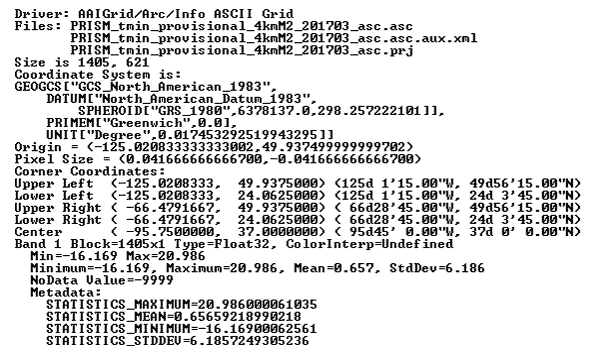 Driver: AAIGrid/Arc/Info ASCII Grid
Files: PRISM_tmin_provisional_4kmM2_201703_asc.asc
PRISM_tmin_provisional_4kmM2_201703_asc.asc.aux.xml
PRISM_tmin_provisional_4kmM2_201703_asc.prj
Size is 1405, 621
Coordinate System is:
GEOGCS["GCS_North_American_1983",
DATUM["North_American_Datum_1983",
SPHEROID["GRS_1980",6378137.0,298.257222101]],
PRIMEM["Greenwich",0.0],
UNIT["Degree",0.0174532925199433295]]
Origin = (-125.020833333333002,49.937499999999702)
Pixel Size = (0.041666666666700,-0.041666666666700)
Corner Coordinates:
Upper Left  (-125.0208333,  49.9375000) (125d 1'15.00"W, 49d56'15.00"N)
Lower Left  (-125.0208333,  24.0625000) (125d 1'15.00"W, 24d 3'45.00"N)
Upper Right ( -66.4791667,  49.9375000) ( 66d28'45.00"W, 49d56'15.00"N)
Lower Right ( -66.4791667,  24.0625000) ( 66d28'45.00"W, 24d 3'45.00"N)
Center      ( -95.7500000,  37.0000000) ( 95d45' 0.00"W, 37d 0' 0.00"N)
Band 1 Block=1405x1 Type=Float32, ColorInterp=Undefined
Min=-16.169 Max=20.986
Minimum=-16.169, Maximum=20.986, Mean=0.657, StdDev=6.186
NoData Value=-9999
Metadata:
STATISTICS_MAXIMUM=20.986000061035
STATISTICS_MEAN=0.65659218990218
STATISTICS_MINIMUM=-16.16900062561
STATISTICS_STDDEV=6.1857249305236